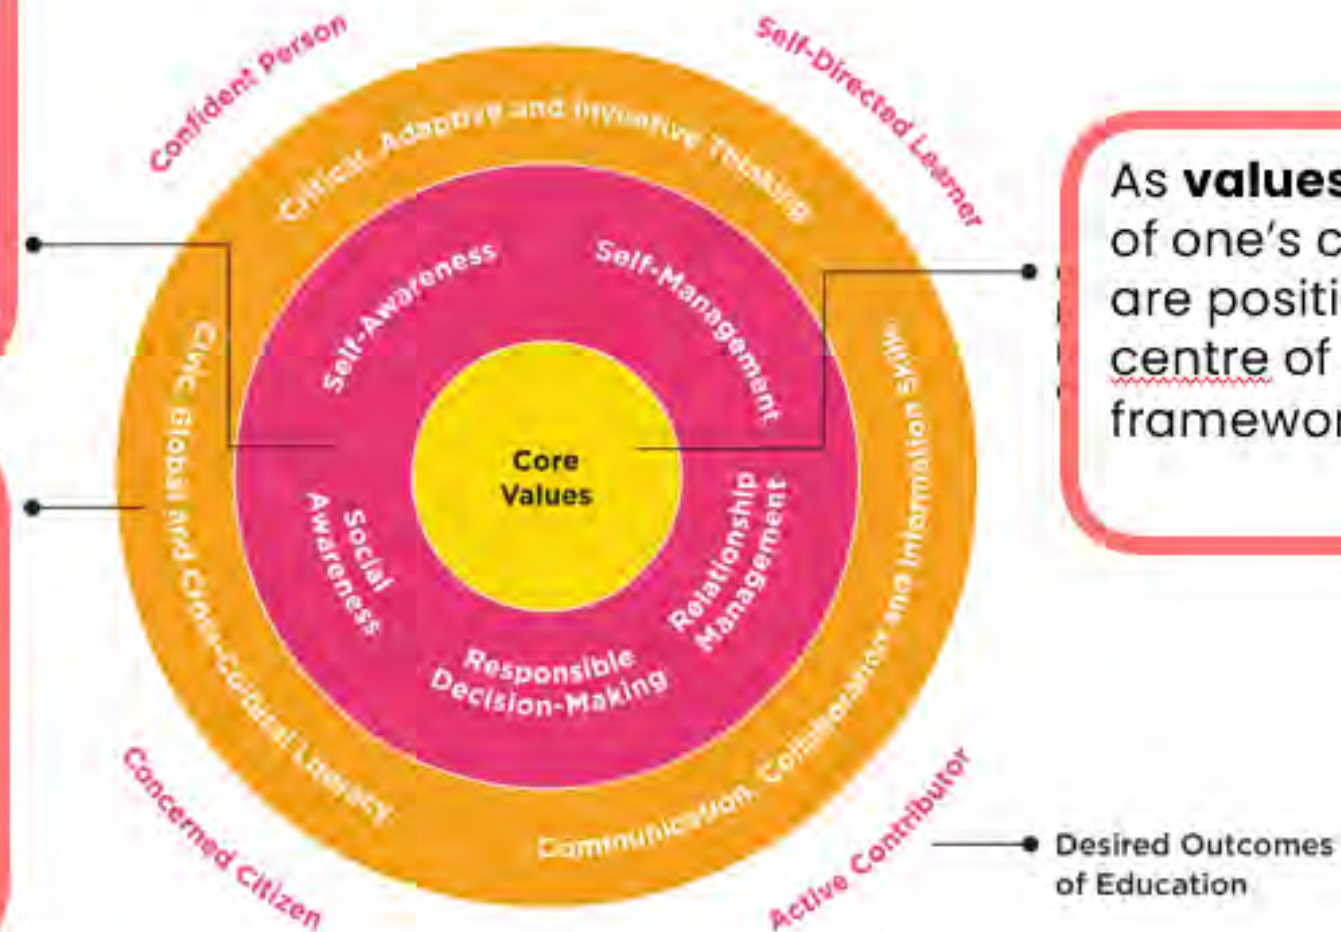 Confident Person
Self-Directed Learner
Critical, Adaptive and Inventive Thinking
Self-Awareness
Self-Management
Civic, Global and Cross-Cultural Literacy
Communication, Collaboration and Information Skills
Core
Values
Social
Awareness
Relationship
Management
Responsible
Decision-Making
Concerned Citizen
Active Contributor
As values
of one's c
are positi
centre of
framewor
Desired Outcomes
of Education